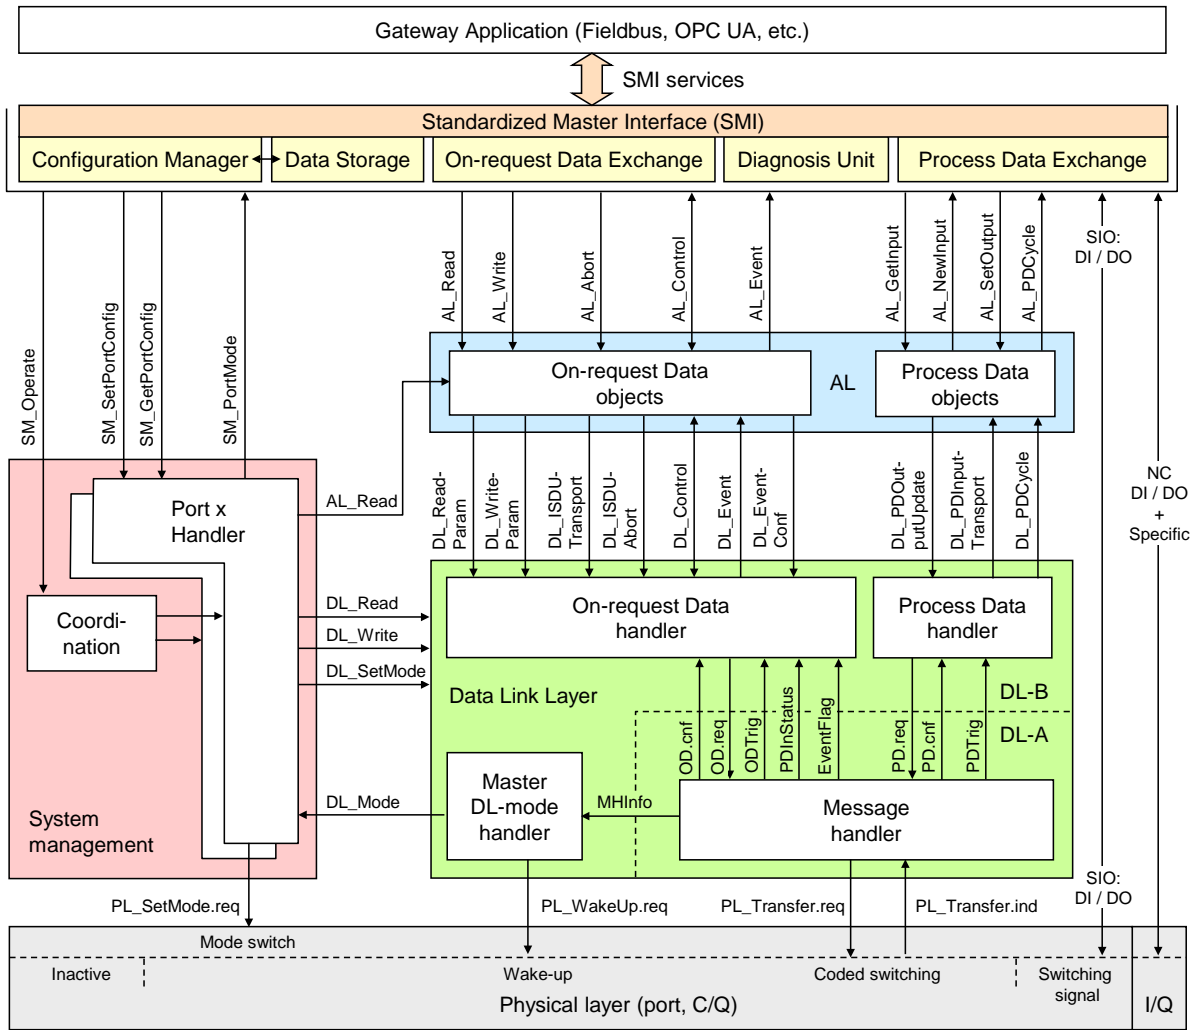 Gateway Application (Fieldbus, OPC UA, etc.)
SMI services
Standardized Master Interface (SMI)
Configuration Manager
Data Storage
On-request Data Exchange
Diagnosis Unit
Process Data Exchange
SM_Operate
SM_SetPortConfig
SM_GetPortConfig
SM_PortMode
AL_Read
AL_Write
AL_Abort
AL_Control
AL_Event
AL_GetInput
AL_NewInput
AL_SetOutput
AL_PDCycle
SIO:
DI / DO
On-request Data
objects
AL
Process Data
objects
AL_Read
DL_Read-
Param
DL_Write-
Param
DL_ISDU-
Transport
DL_ISDU-
Abort
DL_Control
DL_Event
DL_Event-
Conf
DL_PDOut-
putUpdate
DL_PDInput-
Transport
DL_PDCycle
NC
DI / DO
+
Specific
Port x
Handler
Coordi-
nation
DL_Read
DL_Write
DL_SetMode
On-request Data
handler
Process Data
handler
Data Link Layer
DL-B
DL-A
OD.cnf
OD.req
ODTrig
PDInStatus
EventFlag
PD.req
PD.cnf
PDTrig
System
management
DL_Mode
Master
DL-mode
handler
MHInfo
Message
handler
PL_SetMode.req
PL_WakeUp.req
PL_Transfer.req
PL_Transfer.ind
SIO:
DI / DO
Mode switch
Inactive
Wake-up
Coded switching
Switching
signal
Physical layer (port, C/Q)
I/Q